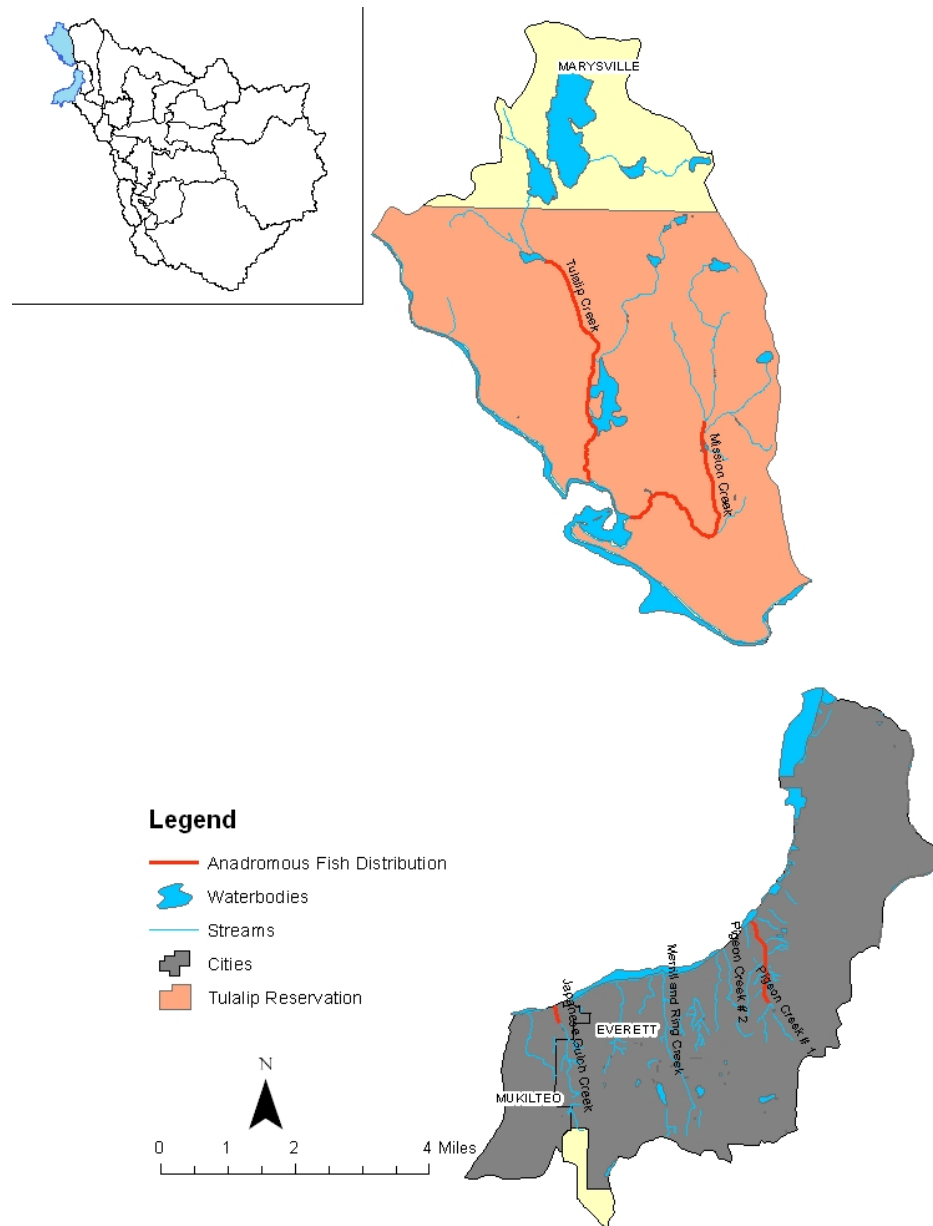 MARYSVILLE
Tulalip Creek
Mission Creek
Legend
Anadromous Fish Distribution
Waterbodies
Streams
Cities
Tulalip Reservation
N
0 1 2 4 Miles
Pigeon Creek # 1
Pigeon Creek # 2
Merrill and Ring Creek
Japanese Gulch Creek
EVERETT
MUKILTEO